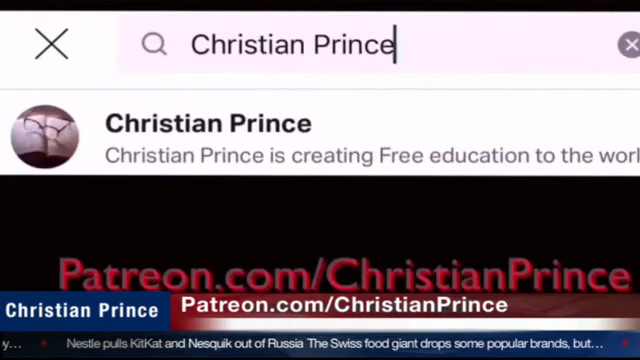 Christian Prince
Christian Prince
Christian Prince is creating Free education to the worl
Patreon.com/ChristianPrince
Christian Prince
Patreon.com/ChristianPrince
y… Nestle pulls KitKat and Nesquik out of Russia The Swiss food giant drops some popular brands, but…